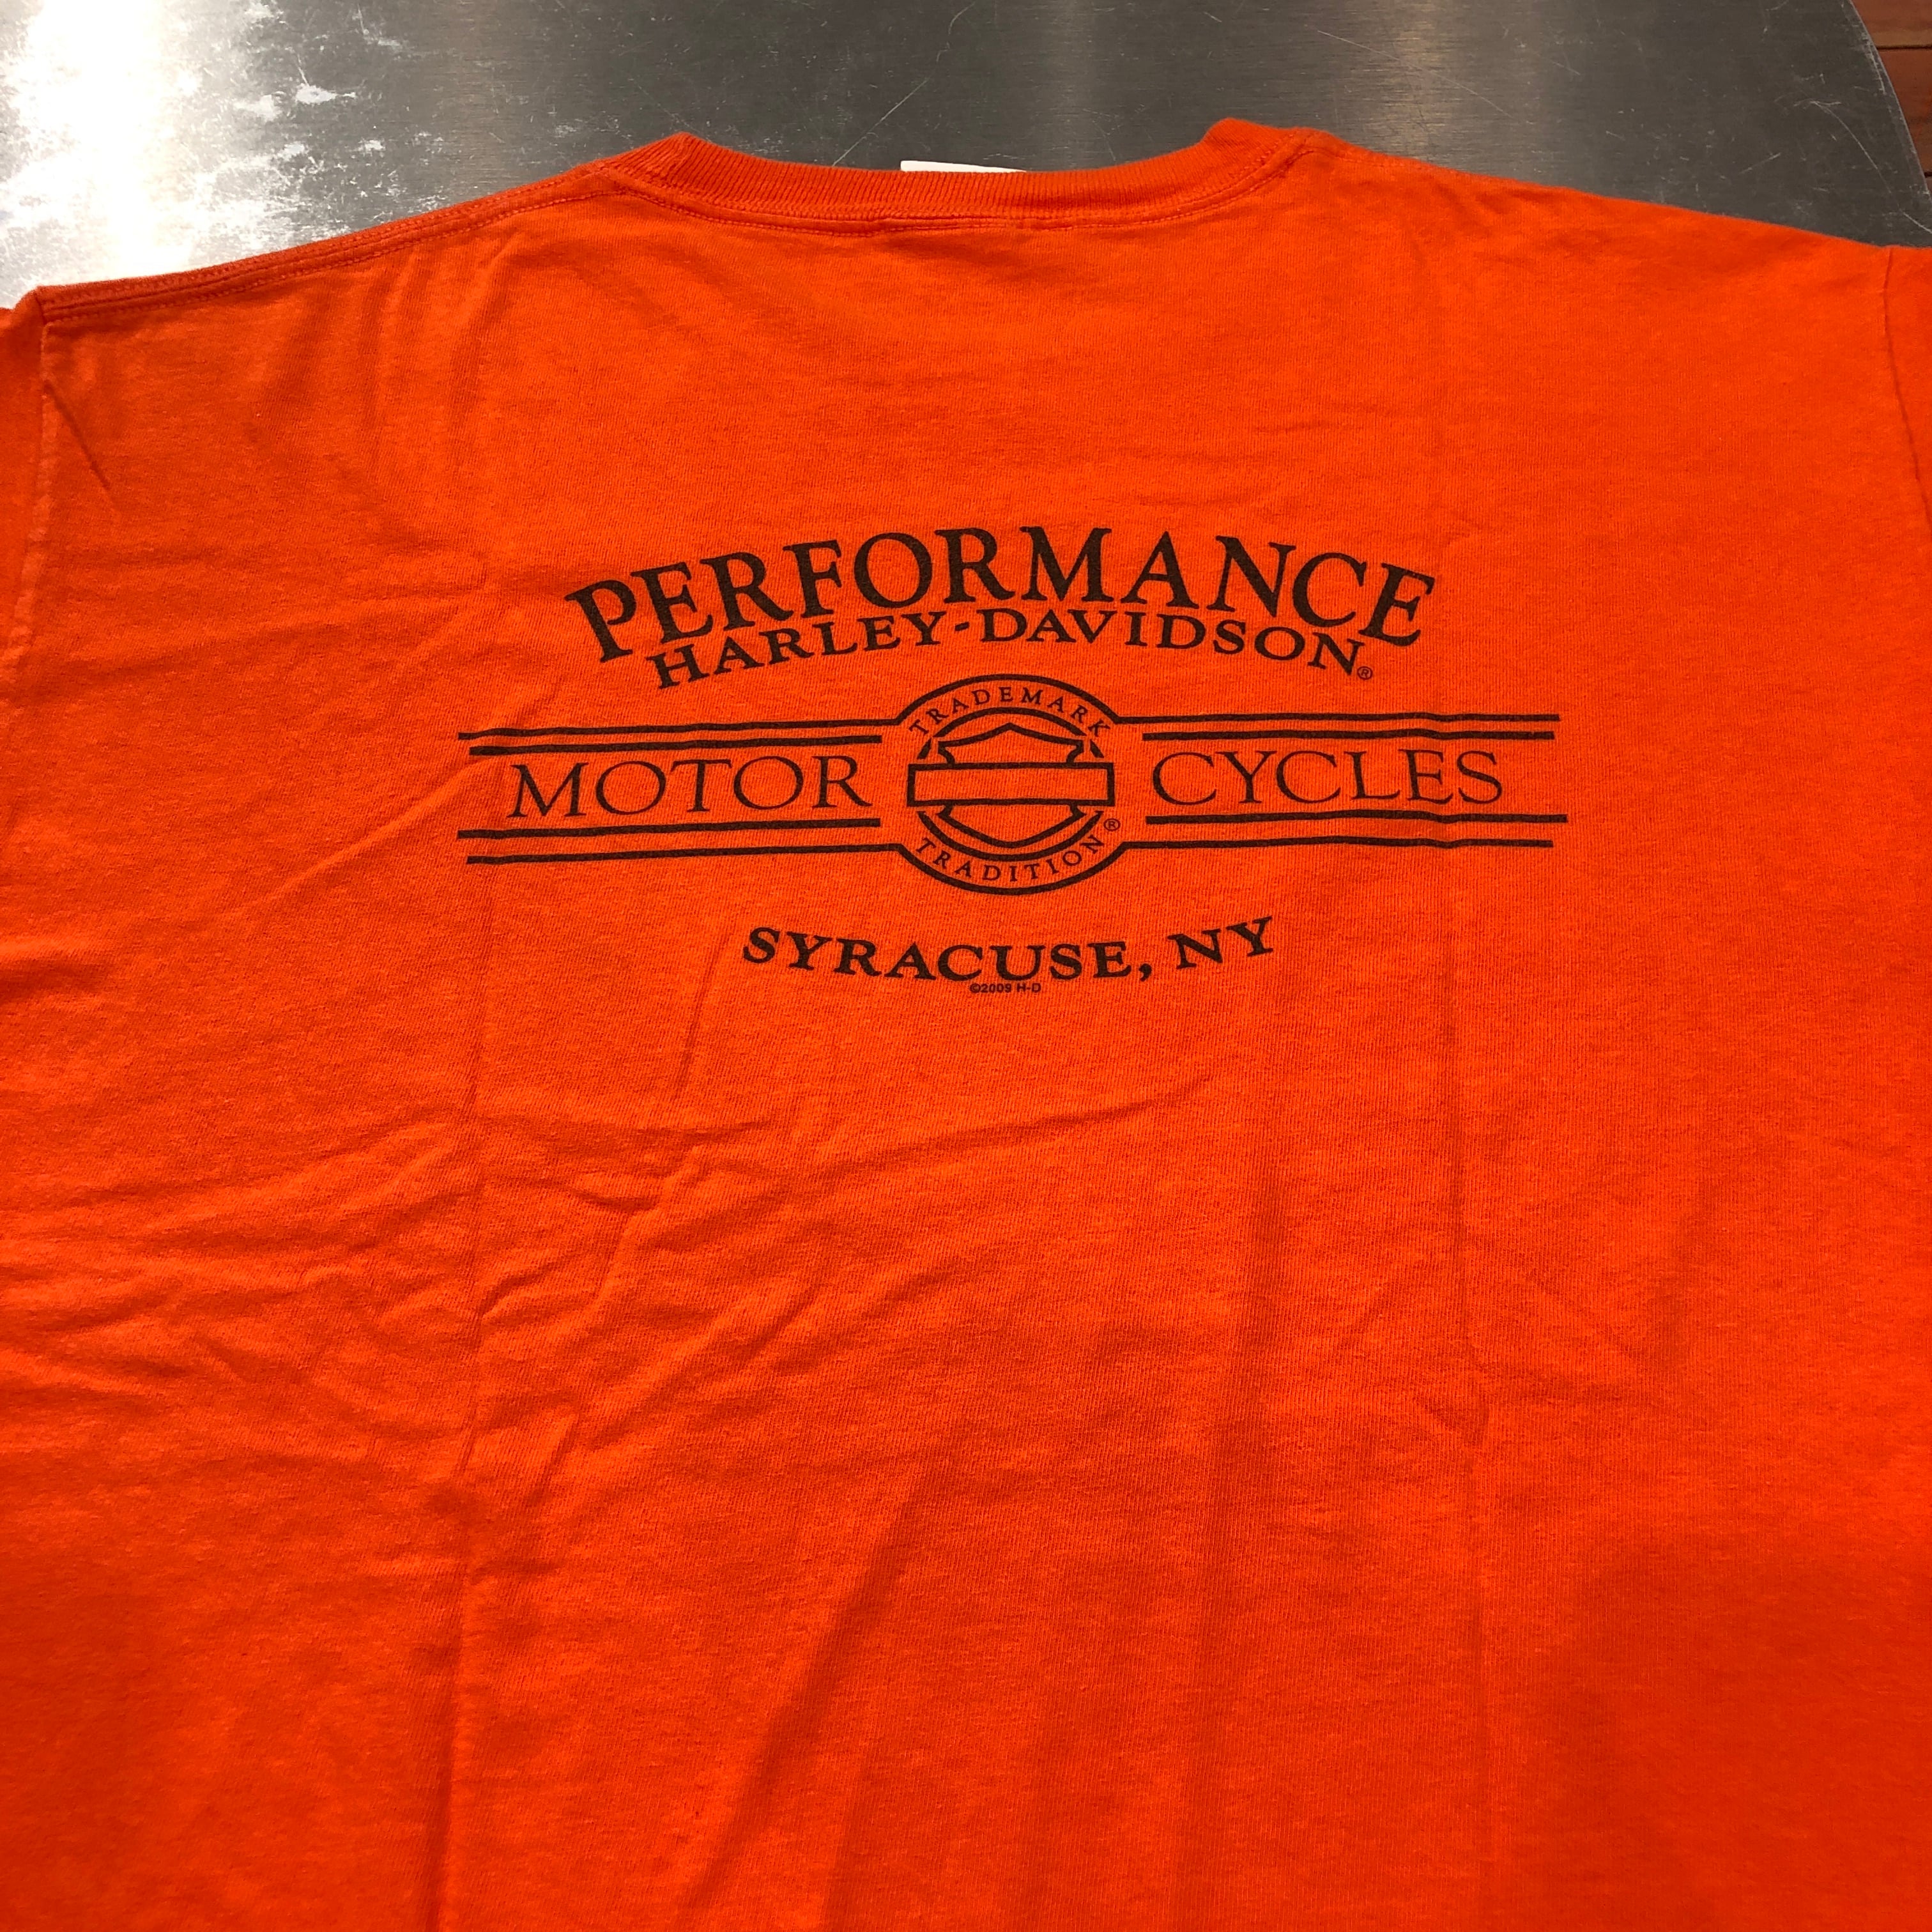 PERFORMANCE
HARLEY-DAVIDSON®
TRADEMARK
MOTOR CYCLES
TRADITION®
SYRACUSE, NY
©2009 H-D